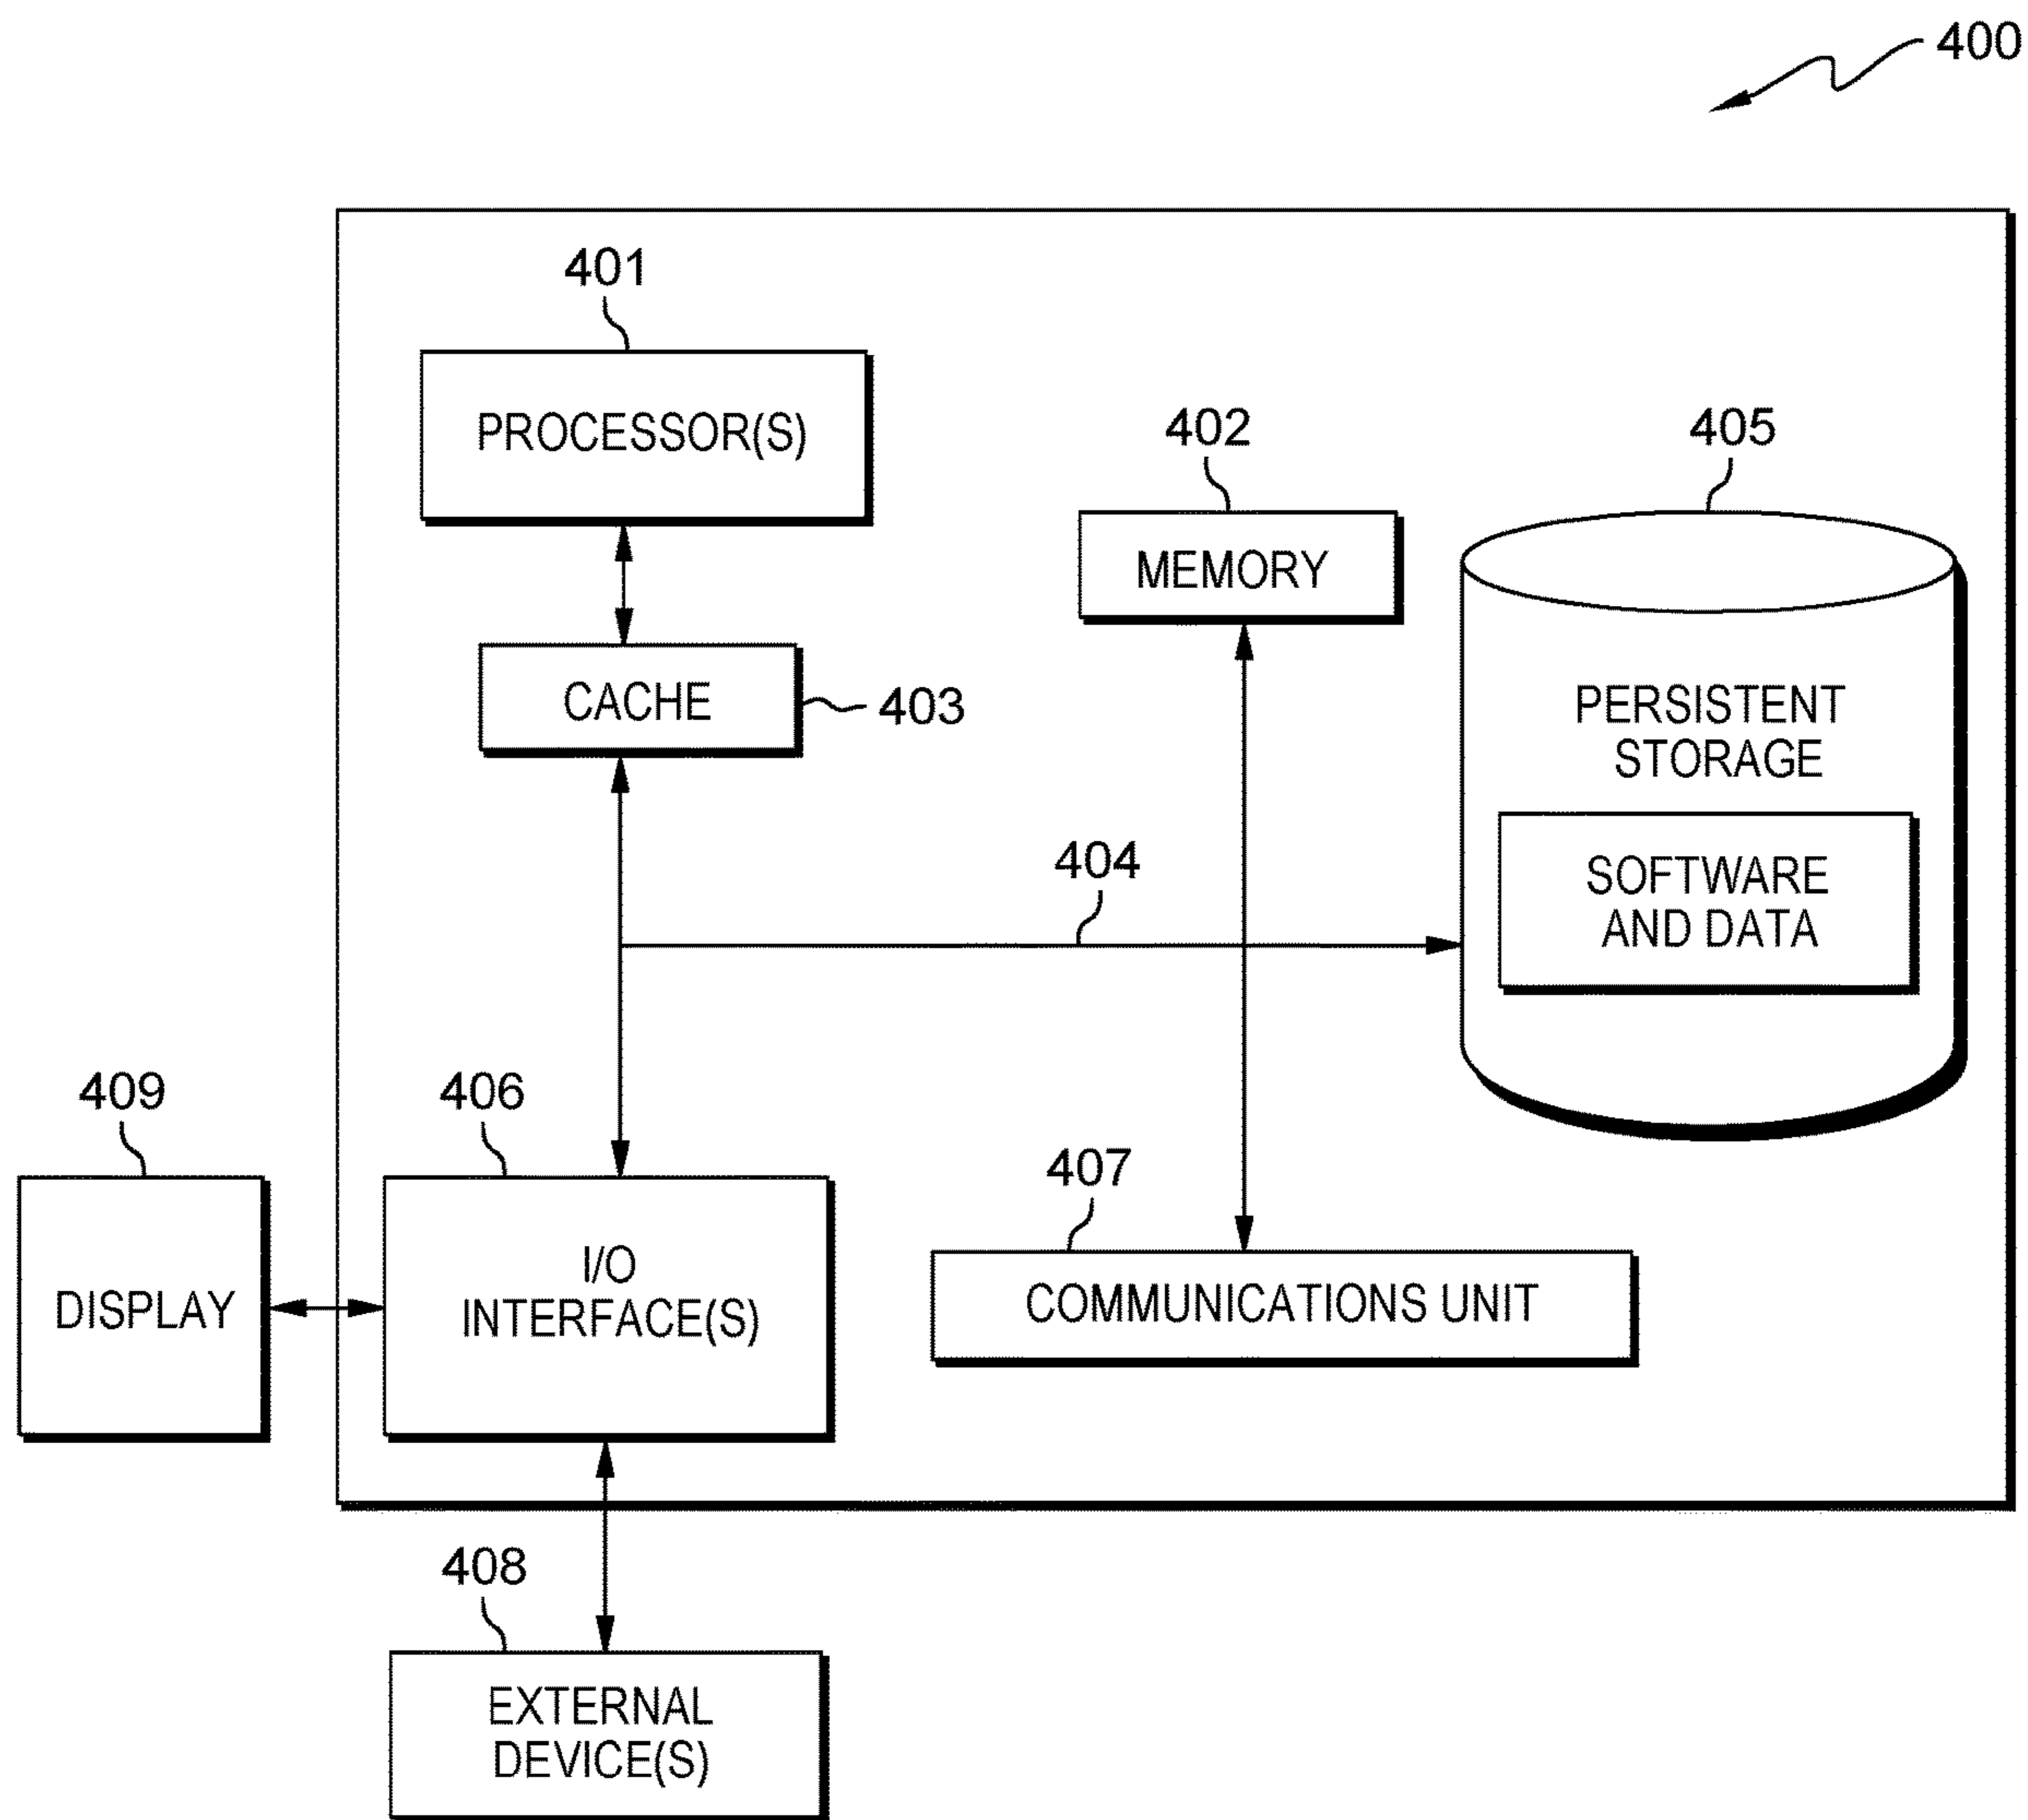 400
401
PROCESSOR(S)
402
405
MEMORY
CACHE
403
PERSISTENT
STORAGE
404
SOFTWARE
AND DATA
409
406
407
DISPLAY
I/O
INTERFACE(S)
COMMUNICATIONS UNIT
408
EXTERNAL
DEVICE(S)